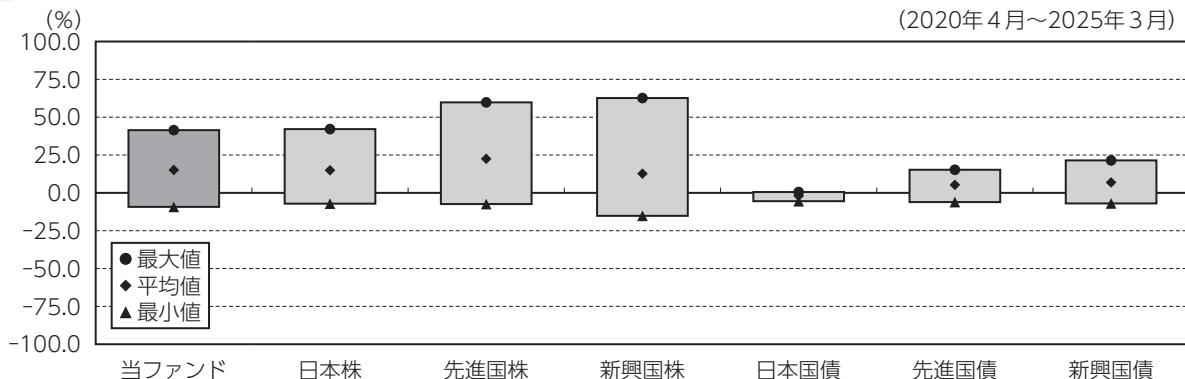 (%)
(2020年4月～2025年3月)
100.0
75.0
50.0
25.0
0.0
-25.0
-50.0
-75.0
-100.0
●最大値
◆平均値
▲最小値
当ファンド 日本株 先進国株 新興国株 日本国債 先進国債 新興国債